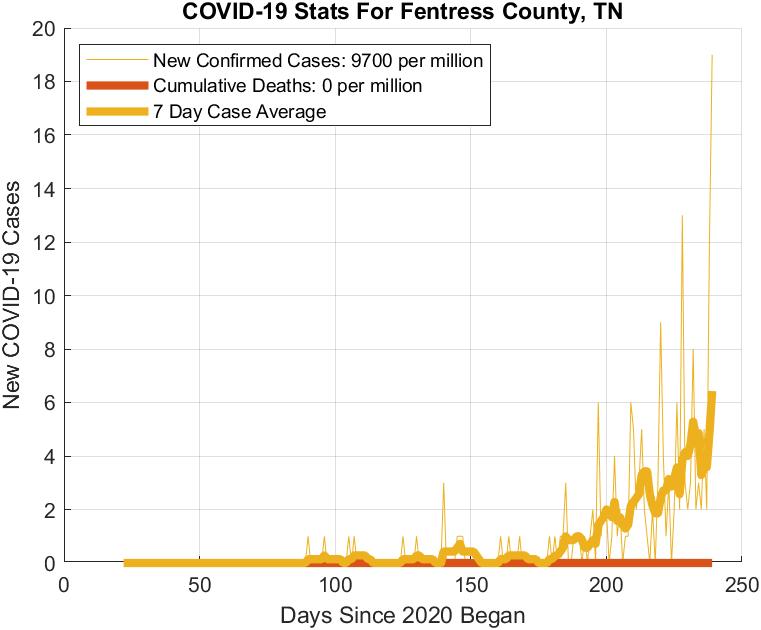 COVID-19 Stats For Fentress County, TN
20
18
16
14
12
10
8
6
4
2
0
New COVID-19 Cases
New Confirmed Cases: 9700 per million
Cumulative Deaths: 0 per million
7 Day Case Average
0 50 100 150 200 250
Days Since 2020 Began